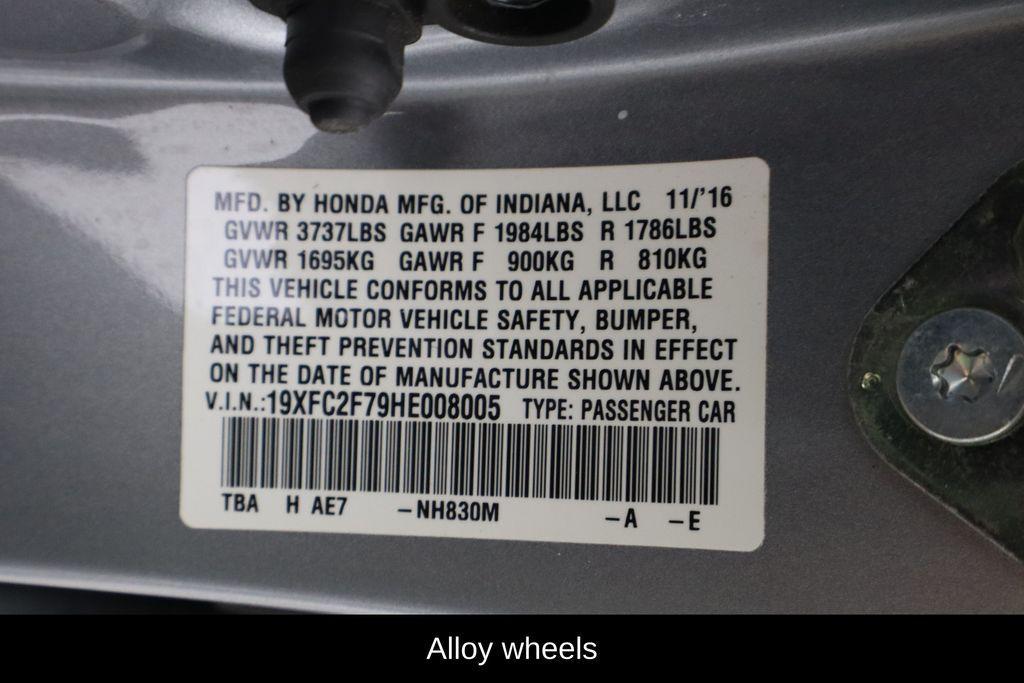 MFD. BY HONDA MFG. OF INDIANA, LLC 11/'16
GVWR 3737LBS GAWR F 1984LBS R 1786LBS
GVWR 1695KG GAWR F 900KG R 810KG
THIS VEHICLE CONFORMS TO ALL APPLICABLE
FEDERAL MOTOR VEHICLE SAFETY, BUMPER,
AND THEFT PREVENTION STANDARDS IN EFFECT
ON THE DATE OF MANUFACTURE SHOWN ABOVE.
V.I.N.:19XFC2F79HE008005 TYPE: PASSENGER CAR
TBA H AE7 -NH830M -A -E
Alloy wheels